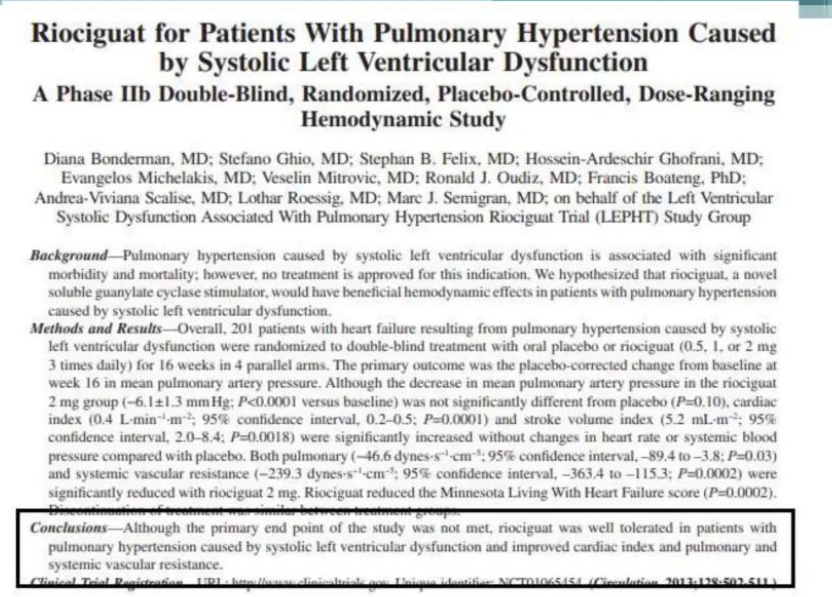 Riociguat for Patients With Pulmonary Hypertension Caused
by Systolic Left Ventricular Dysfunction
A Phase IIb Double-Blind, Randomized, Placebo-Controlled, Dose-Ranging
Hemodynamic Study
Diana Bonderman, MD; Stefano Ghio, MD; Stephan B. Felix, MD; Hossein-Ardeschir Ghofrani, MD;
Evangelos Michelakis, MD; Veselin Mitrovic, MD; Ronald J. Oudiz, MD; Francis Boateng, PhD;
Andrea-Viviana Scalise, MD; Lothar Roessig, MD; Marc J. Semigran, MD; on behalf of the Left Ventricular
Systolic Dysfunction Associated With Pulmonary Hypertension Riociguat Trial (LEPHT) Study Group
Background—Pulmonary hypertension caused by systolic left ventricular dysfunction is associated with significant
morbidity and mortality; however, no treatment is approved for this indication. We hypothesized that riociguat, a novel
soluble guanylate cyclase stimulator, would have beneficial hemodynamic effects in patients with pulmonary hypertension
caused by systolic left ventricular dysfunction.
Methods and Results—Overall, 201 patients with heart failure resulting from pulmonary hypertension caused by systolic
left ventricular dysfunction were randomized to double-blind treatment with oral placebo or riociguat (0.5, 1, or 2 mg
3 times daily) for 16 weeks in 4 parallel arms. The primary outcome was the placebo-corrected change from baseline at
week 16 in mean pulmonary artery pressure. Although the decrease in mean pulmonary artery pressure in the riociguat
2 mg group (−6.1±1.3 mm Hg; P<0.0001 versus baseline) was not significantly different from placebo (P=0.10), cardiac
index (0.4 L·min⁻¹·m⁻²; 95% confidence interval, 0.2–0.5; P=0.0001) and stroke volume index (5.2 mL·m⁻²; 95%
confidence interval, 2.0–8.4; P=0.0018) were significantly increased without changes in heart rate or systemic blood
pressure compared with placebo. Both pulmonary (−46.6 dynes·s⁻¹·cm⁻⁵; 95% confidence interval, −89.4 to −3.8; P=0.03)
and systemic vascular resistance (−239.3 dynes·s⁻¹·cm⁻⁵; 95% confidence interval, −363.4 to −115.3; P=0.0002) were
significantly reduced with riociguat 2 mg. Riociguat reduced the Minnesota Living With Heart Failure score (P=0.0002).
Discontinuation of treatment was similar between treatment groups.
Conclusions—Although the primary end point of the study was not met, riociguat was well tolerated in patients with
pulmonary hypertension caused by systolic left ventricular dysfunction and improved cardiac index and pulmonary and
systemic vascular resistance.
Clinical Trial Registration—URL: http://www.clinicaltrials.gov. Unique identifier: NCT01065454. (Circulation. 2013;128:502-511.)